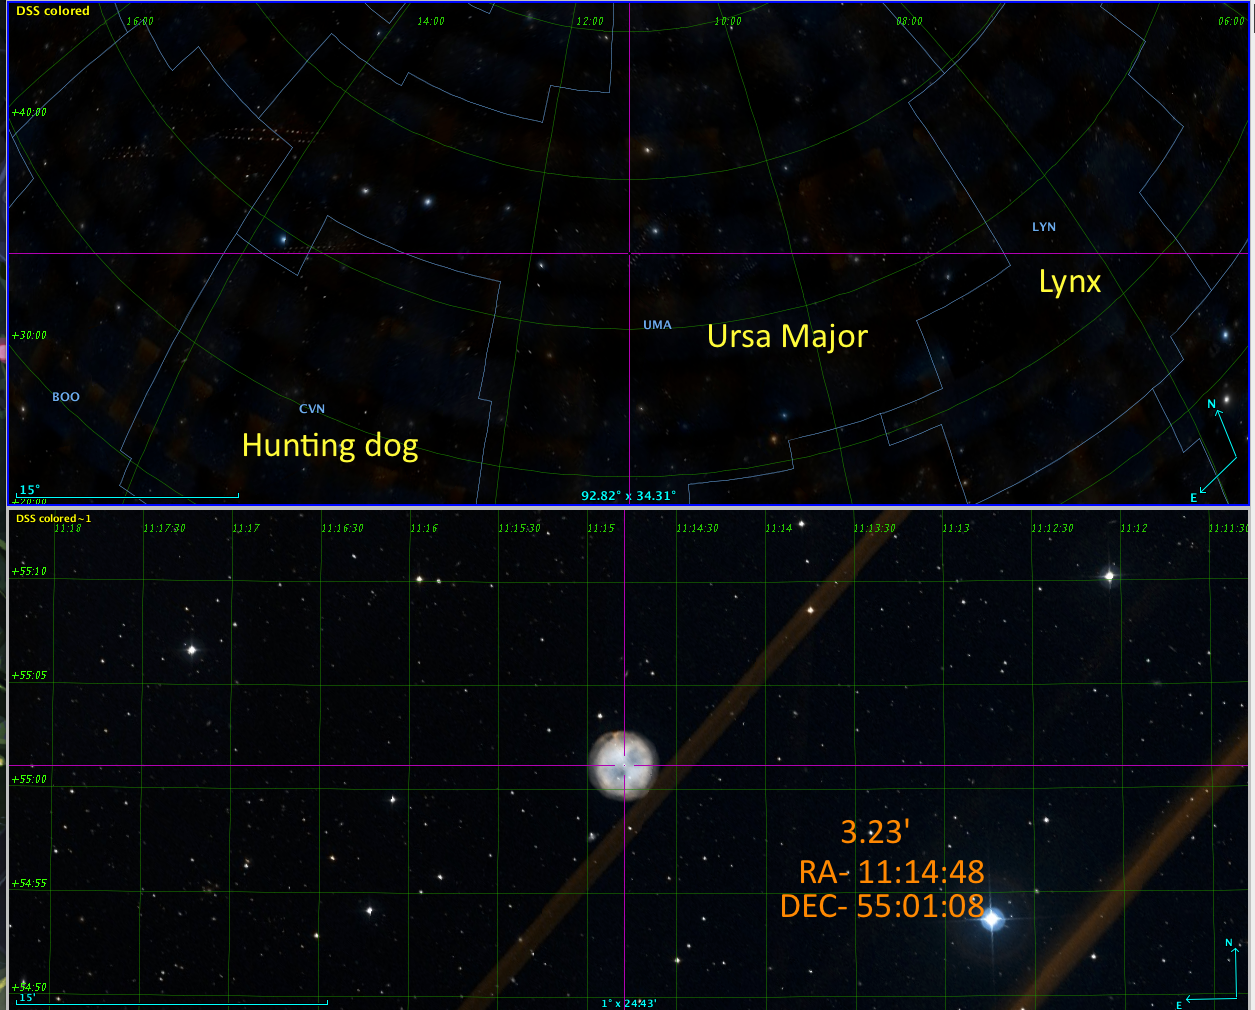 DSS colored
16:00 14:00 12:00 10:00 08:00 06:00
+40:00
LYN
Lynx
UMA
Ursa Major
+30:00
BOO
CVN
Hunting dog
N
15°
92.82° x 34.31°
E
+20:00
DSS colored~1
11:18 11:17:30 11:17 11:16:30 11:16 11:15:30 11:15 11:14:30 11:14 11:13:30 11:13 11:12:30 11:12 11:11:30
+55:10
+55:05
+55:00
3.23'
RA- 11:14:48
+54:55
DEC- 55:01:08
N
+54:50
15'
1° x 24.43'
E